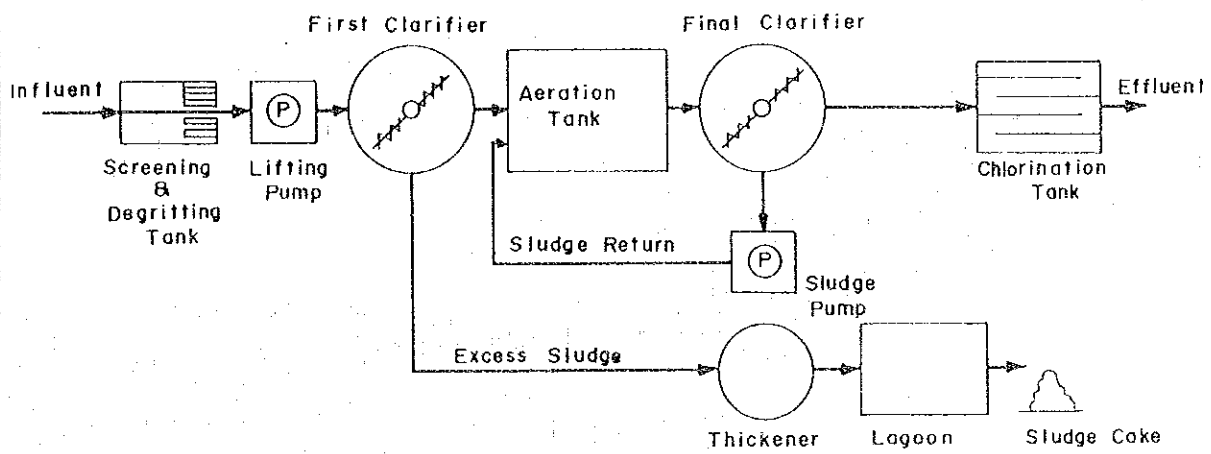 First Clarifier
Final Clarifier
Influent
P
Aeration
Tank
Effluent
Screening
&
Degritting
Tank
Lifting
Pump
Chlorination
Tank
Sludge Return
P
Sludge
Pump
Excess Sludge
Thickener
Lagoon
Sludge Cake